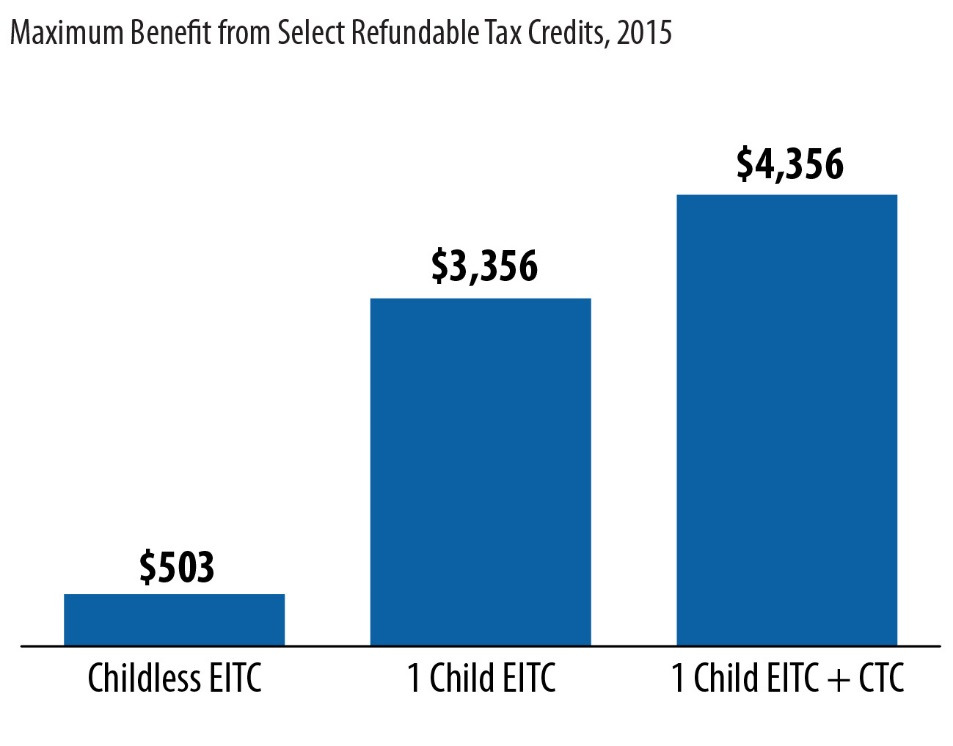 Maximum Benefit from Select Refundable Tax Credits, 2015
$4,356
$3,356
$503
Childless EITC
1 Child EITC
1 Child EITC + CTC